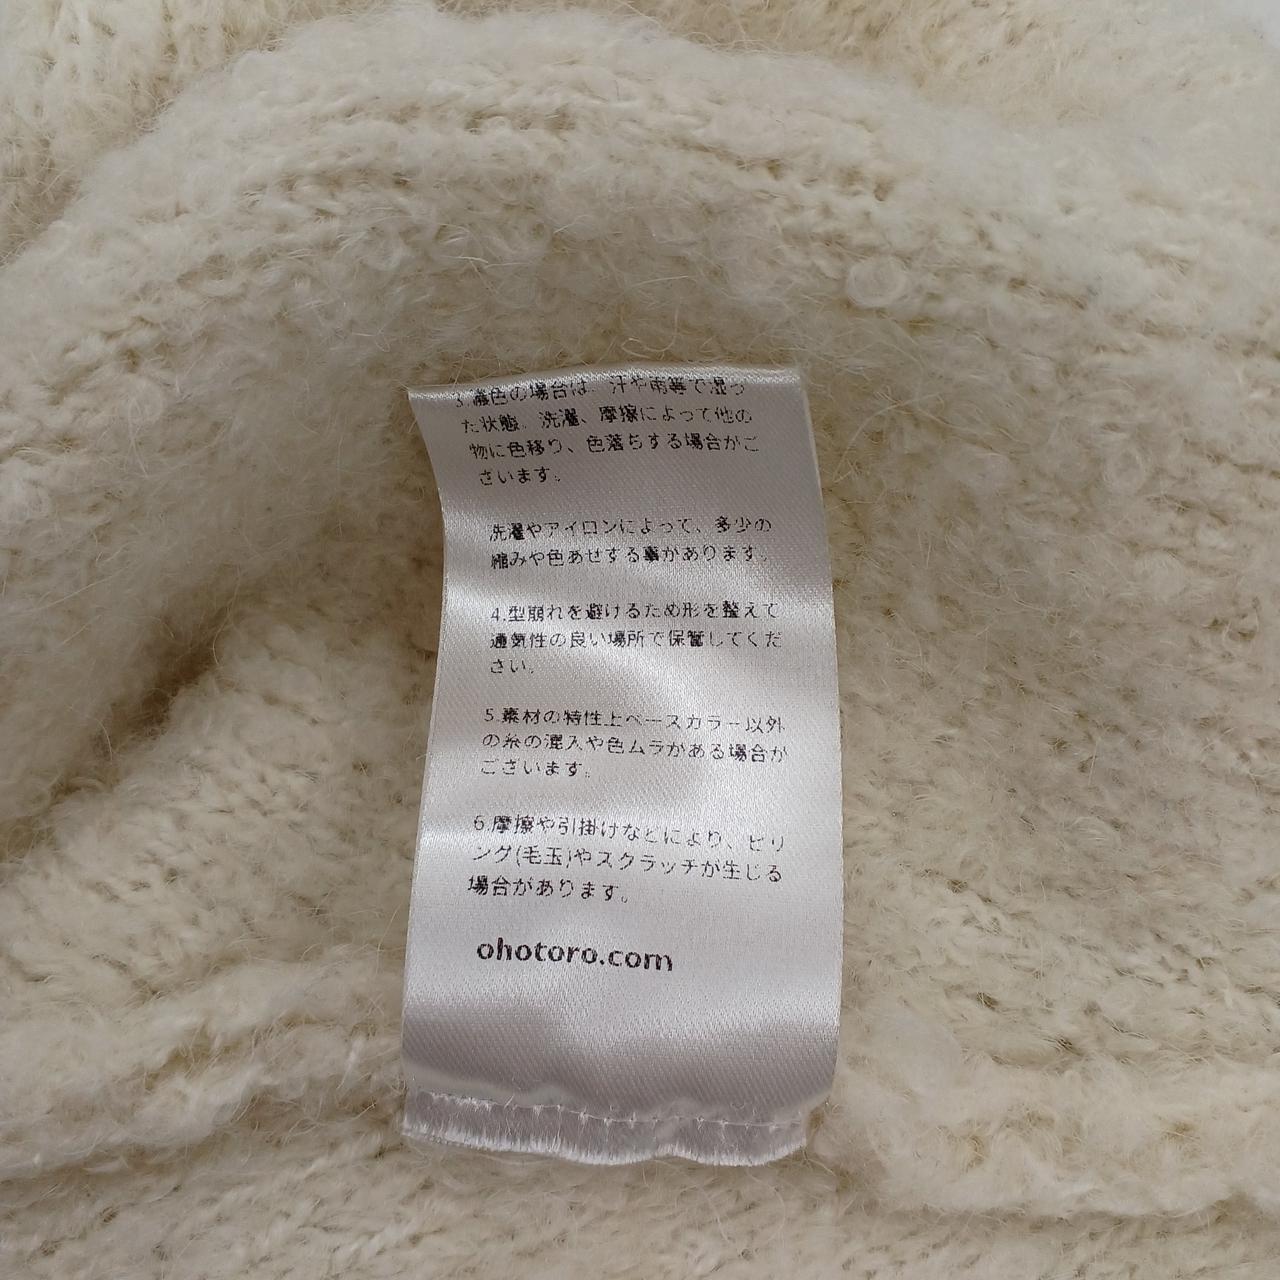 3.濃色の場合は、汗や雨等で湿っ
た状態。洗濯、摩擦によって他の
物に色移り、色落ちする場合がご
ざいます。
洗濯やアイロンによって、多少の
縮みや色あせする事があります。
4.型崩れを避けるため形を整えて
通気性の良い場所で保管してくだ
さい。
5.素材の特性上ベースカラー以外
の糸の混入や色ムラがある場合が
ございます。
6.摩擦や引掛けなどにより、ピリ
ング(毛玉)やスクラッチが生じる
場合があります。
ohotoro.com